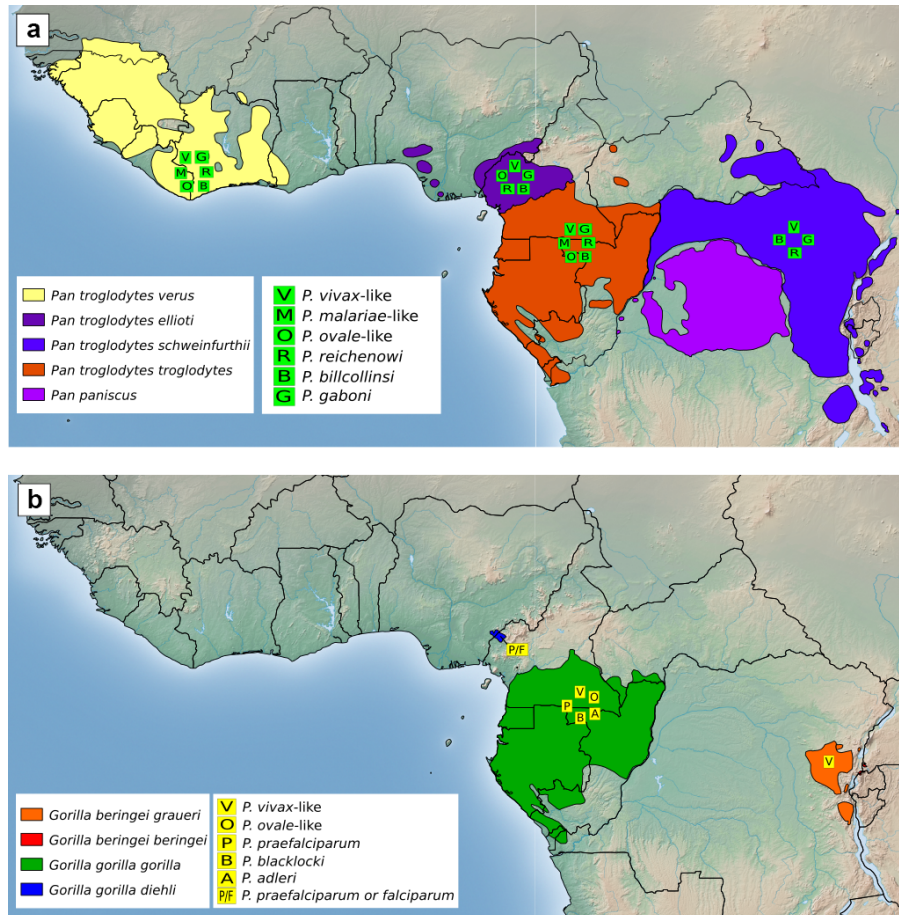 a
V G
M R
O B
V
O G
R B
V G
M R
O B
V
B G
R
Pan troglodytes verus
Pan troglodytes ellioti
Pan troglodytes schweinfurthii
Pan troglodytes troglodytes
Pan paniscus
V P. vivax-like
M P. malariae-like
O P. ovale-like
R P. reichenowi
B P. billcollinsi
G P. gaboni
b
P/F
V O
P A
B
V
Gorilla beringei graueri
Gorilla beringei beringei
Gorilla gorilla gorilla
Gorilla gorilla diehli
V P. vivax-like
O P. ovale-like
P P. praefalciparum
B P. blacklocki
A P. adleri
P/F P. praefalciparum or falciparum